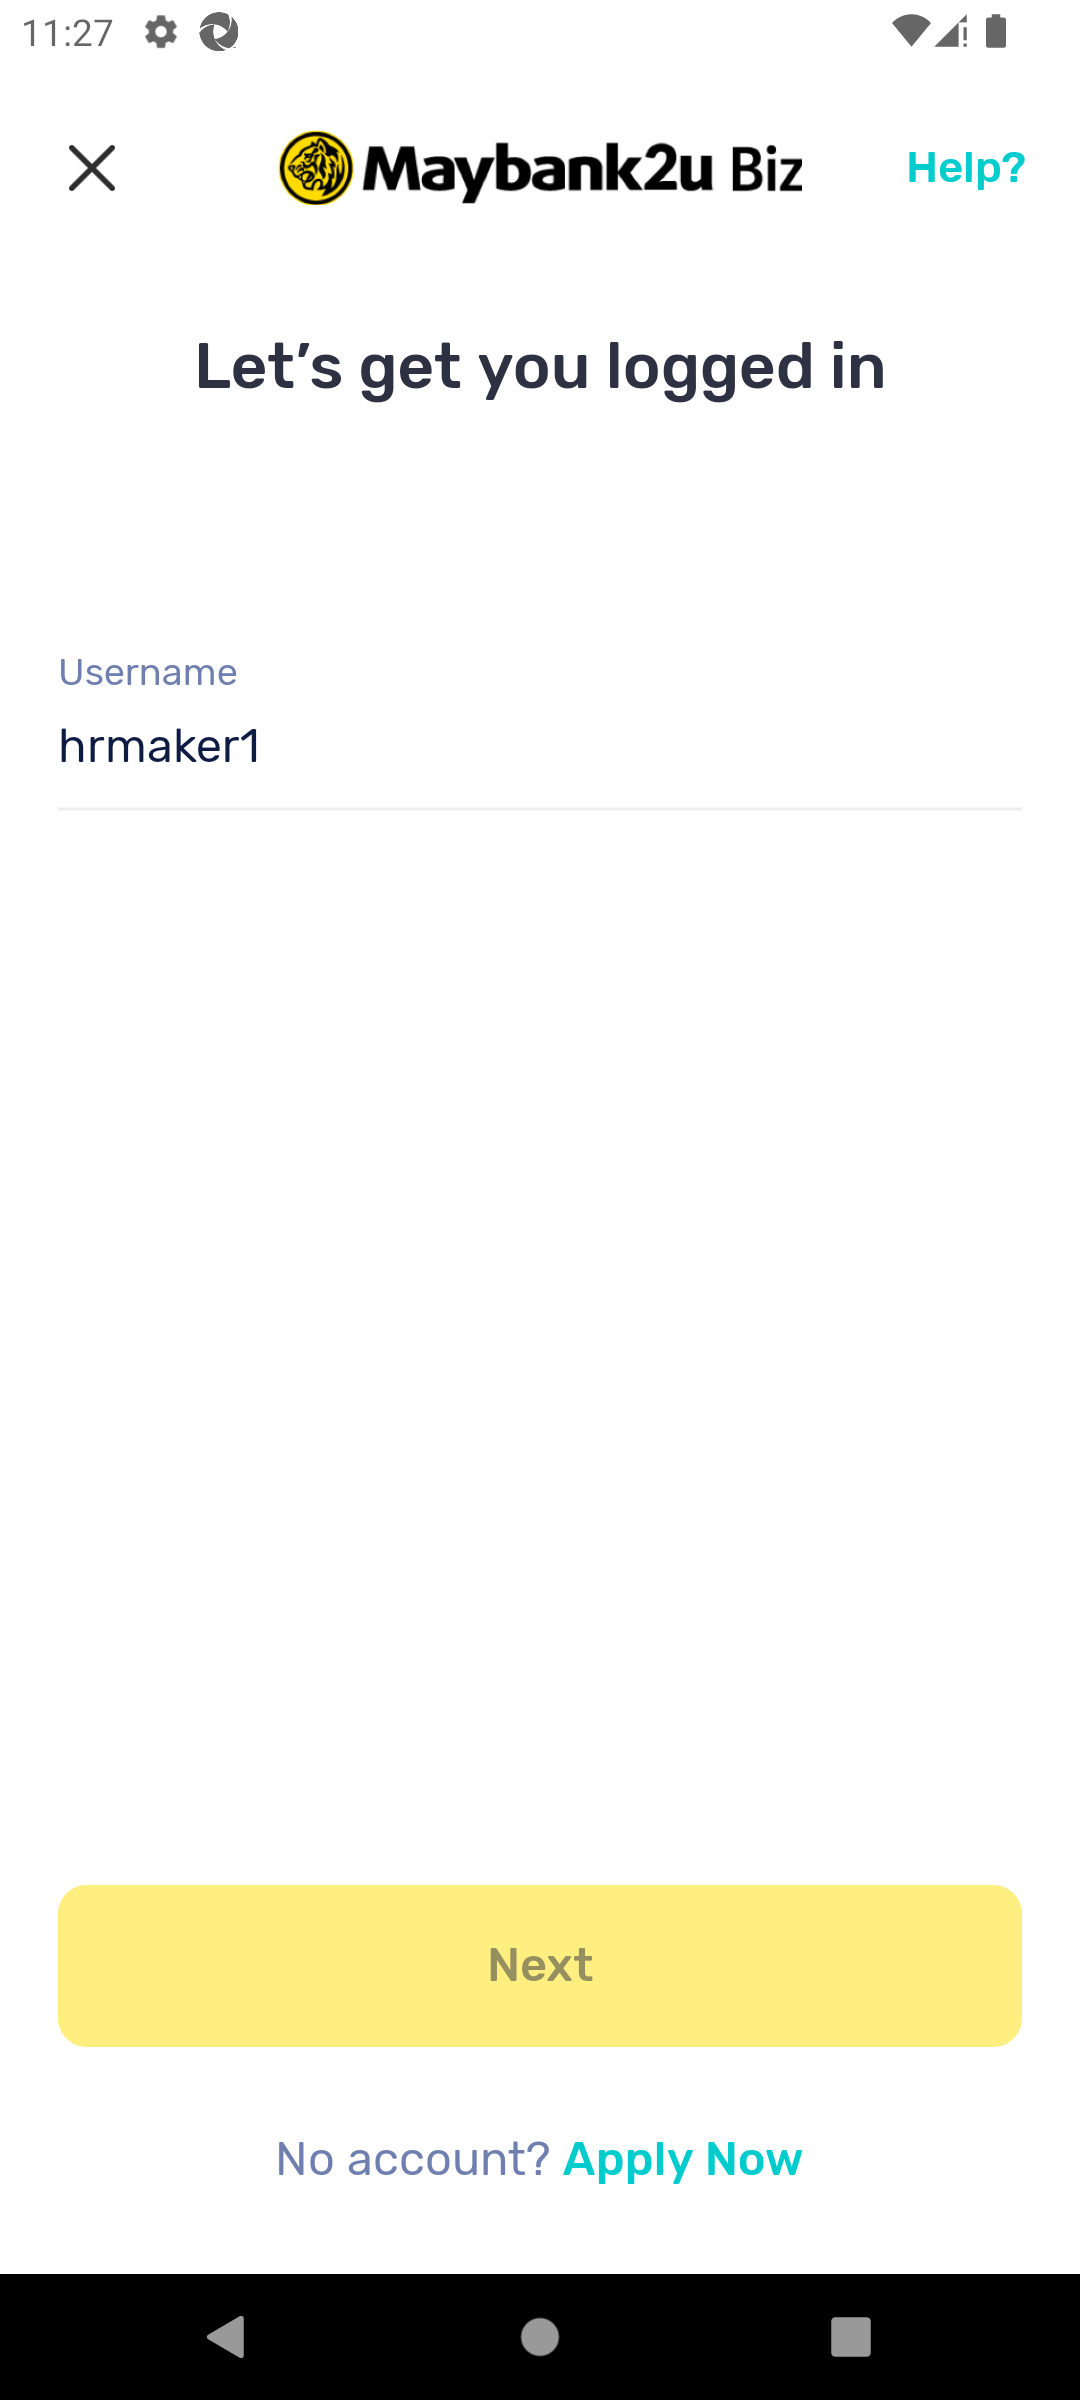 11:27
Maybank2u Biz
Help?
Let’s get you logged in
Username
hrmaker1
Next
No account? Apply Now